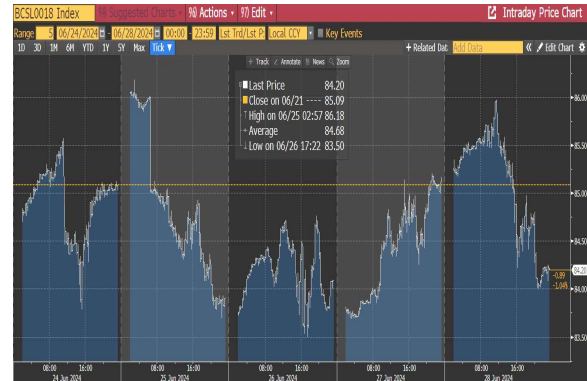 BCSL0018 Index 98) Suggested Charts 96) Actions 97) Edit Intraday Price Chart
Range 5 06/24/2024 - 06/28/2024 00:00 - 23:59 Lst Trd/Lst P: Local CCY Key Events
1D 3D 1M 6M YTD 1Y 5Y Max Tick + Related Dat Add Data « Edit Chart
+ Track Annotate News Zoom
Last Price 84.20
Close on 06/21 ---- 85.09
High on 06/25 02:57 86.18
Average 84.68
Low on 06/26 17:22 83.50
86.00
85.50
85.00
84.50
84.20
-0.89
-1.04%
84.00
83.50
08:00 16:00 08:00 16:00 08:00 16:00 08:00 16:00 08:00 16:00
24 Jun 2024 25 Jun 2024 26 Jun 2024 27 Jun 2024 28 Jun 2024